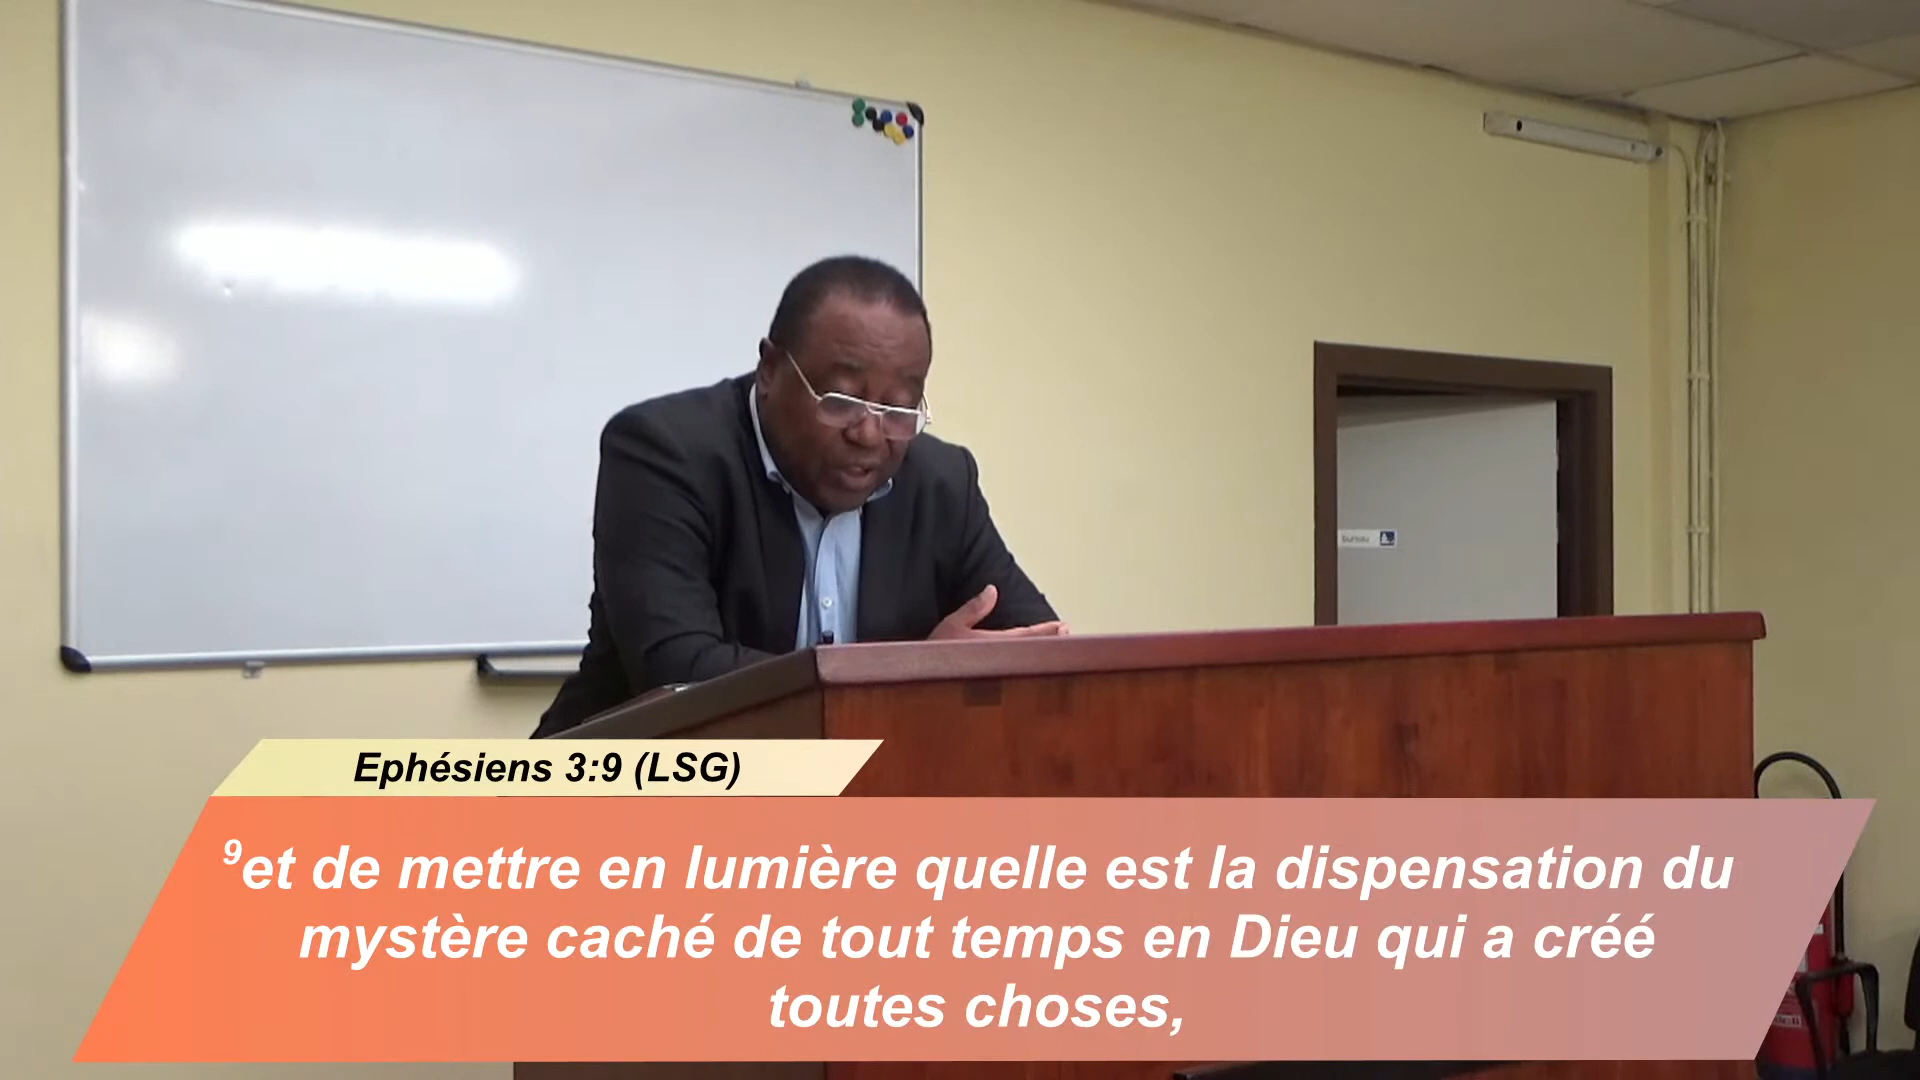 bureau
Ephésiens 3:9 (LSG)
⁹et de mettre en lumière quelle est la dispensation du
mystère caché de tout temps en Dieu qui a créé
toutes choses,